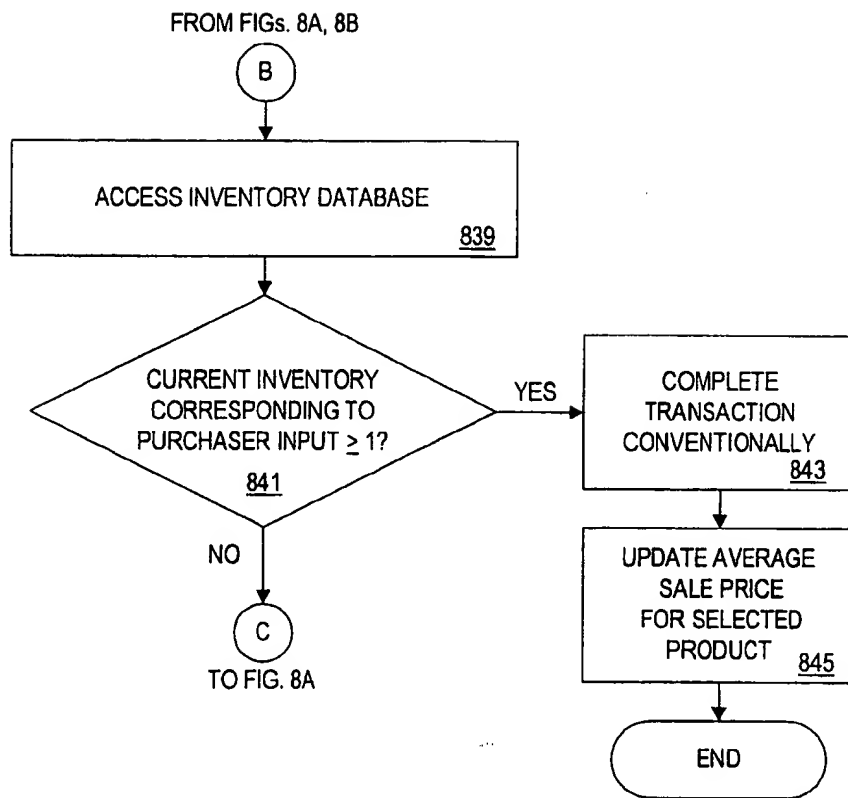 FROM FIGs. 8A, 8B
B
ACCESS INVENTORY DATABASE
839
CURRENT INVENTORY
CORRESPONDING TO
PURCHASER INPUT ≥ 1?
841
YES
COMPLETE
TRANSACTION
CONVENTIONALLY
843
NO
UPDATE AVERAGE
SALE PRICE
FOR SELECTED
PRODUCT
845
C
TO FIG. 8A
END